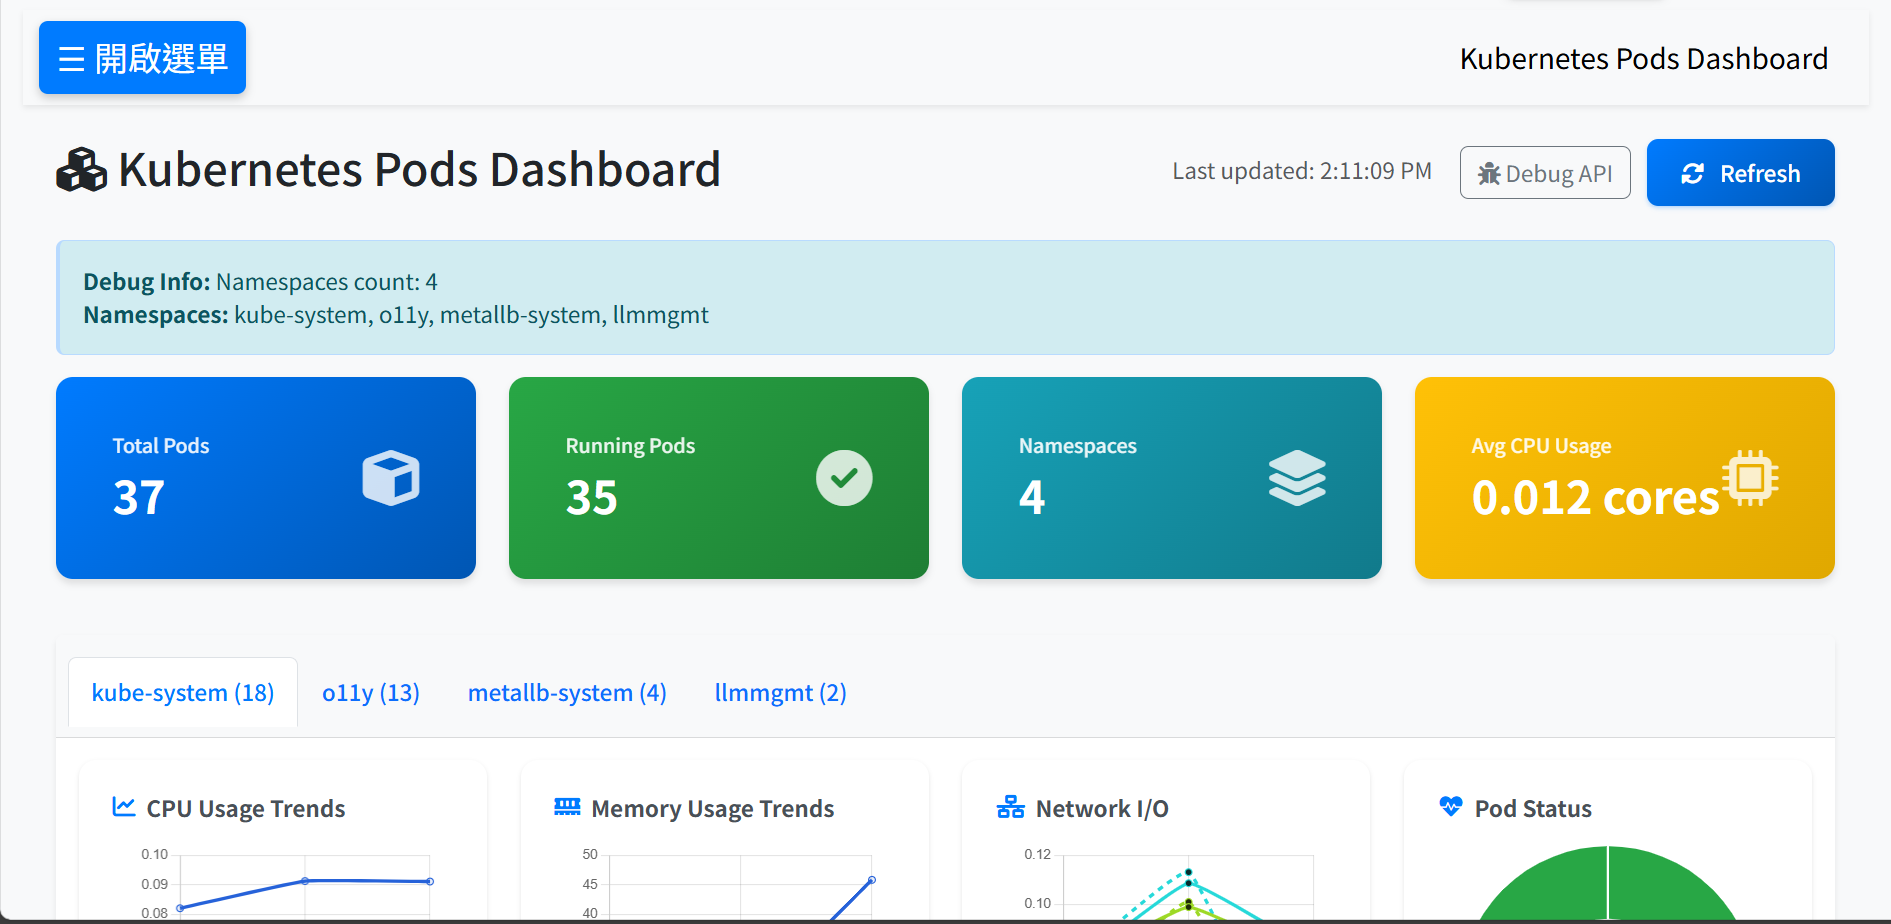 ☰ 開啟選單
Kubernetes Pods Dashboard
Kubernetes Pods Dashboard
Last updated: 2:11:09 PM
Debug API
Refresh
Debug Info: Namespaces count: 4
Namespaces: kube-system, o11y, metallb-system, llmmgmt
Total Pods
37
Running Pods
35
Namespaces
4
Avg CPU Usage
0.012 cores
kube-system (18)
o11y (13)
metallb-system (4)
llmmgmt (2)
CPU Usage Trends
0.10
0.09
0.08
Memory Usage Trends
50
45
40
Network I/O
0.12
0.10
Pod Status